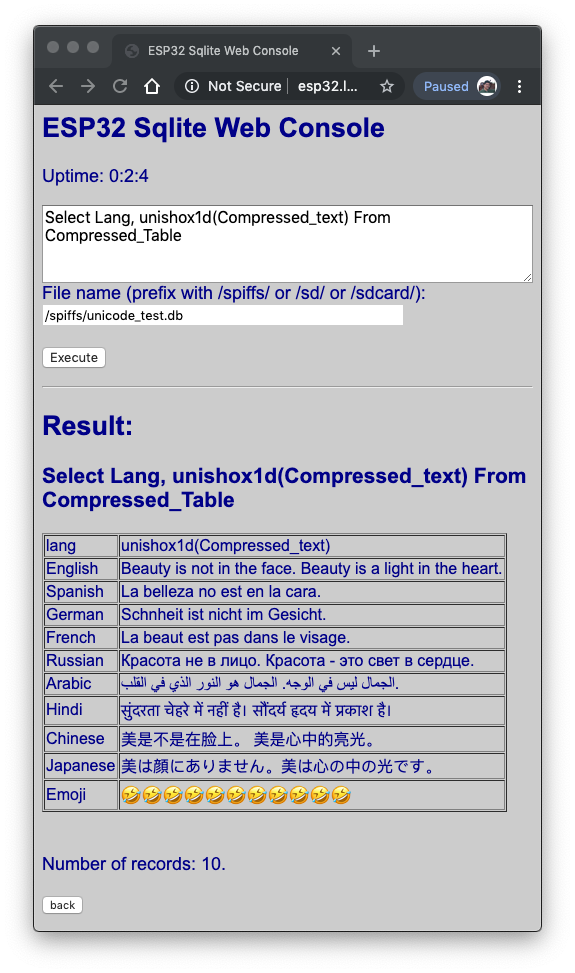 ESP32 Sqlite Web Console
Not Secure esp32.l... Paused
ESP32 Sqlite Web Console
Uptime: 0:2:4
Select Lang, unishox1d(Compressed_text) From
Compressed_Table
File name (prefix with /spiffs/ or /sd/ or /sdcard/):
/spiffs/unicode_test.db
Execute
Result:
Select Lang, unishox1d(Compressed_text) From
Compressed_Table
lang unishox1d(Compressed_text)
English Beauty is not in the face. Beauty is a light in the heart.
Spanish La belleza no est en la cara.
German Schnheit ist nicht im Gesicht.
French La beaut est pas dans le visage.
Russian Красота не в лицо. Красота - это свет в сердце.
Arabic الجمال ليس في الوجه. الجمال هو النور الذي في القلب.
Hindi सुंदरता चेहरे में नहीं है। सौंदर्य हृदय में प्रकाश है।
Chinese 美是不是在脸上。 美是心中的亮光。
Japanese 美は顔にありません。美は心の中の光です。
Emoji 🤣🤣🤣🤣🤣🤣🤣🤣🤣🤣🤣
Number of records: 10.
back